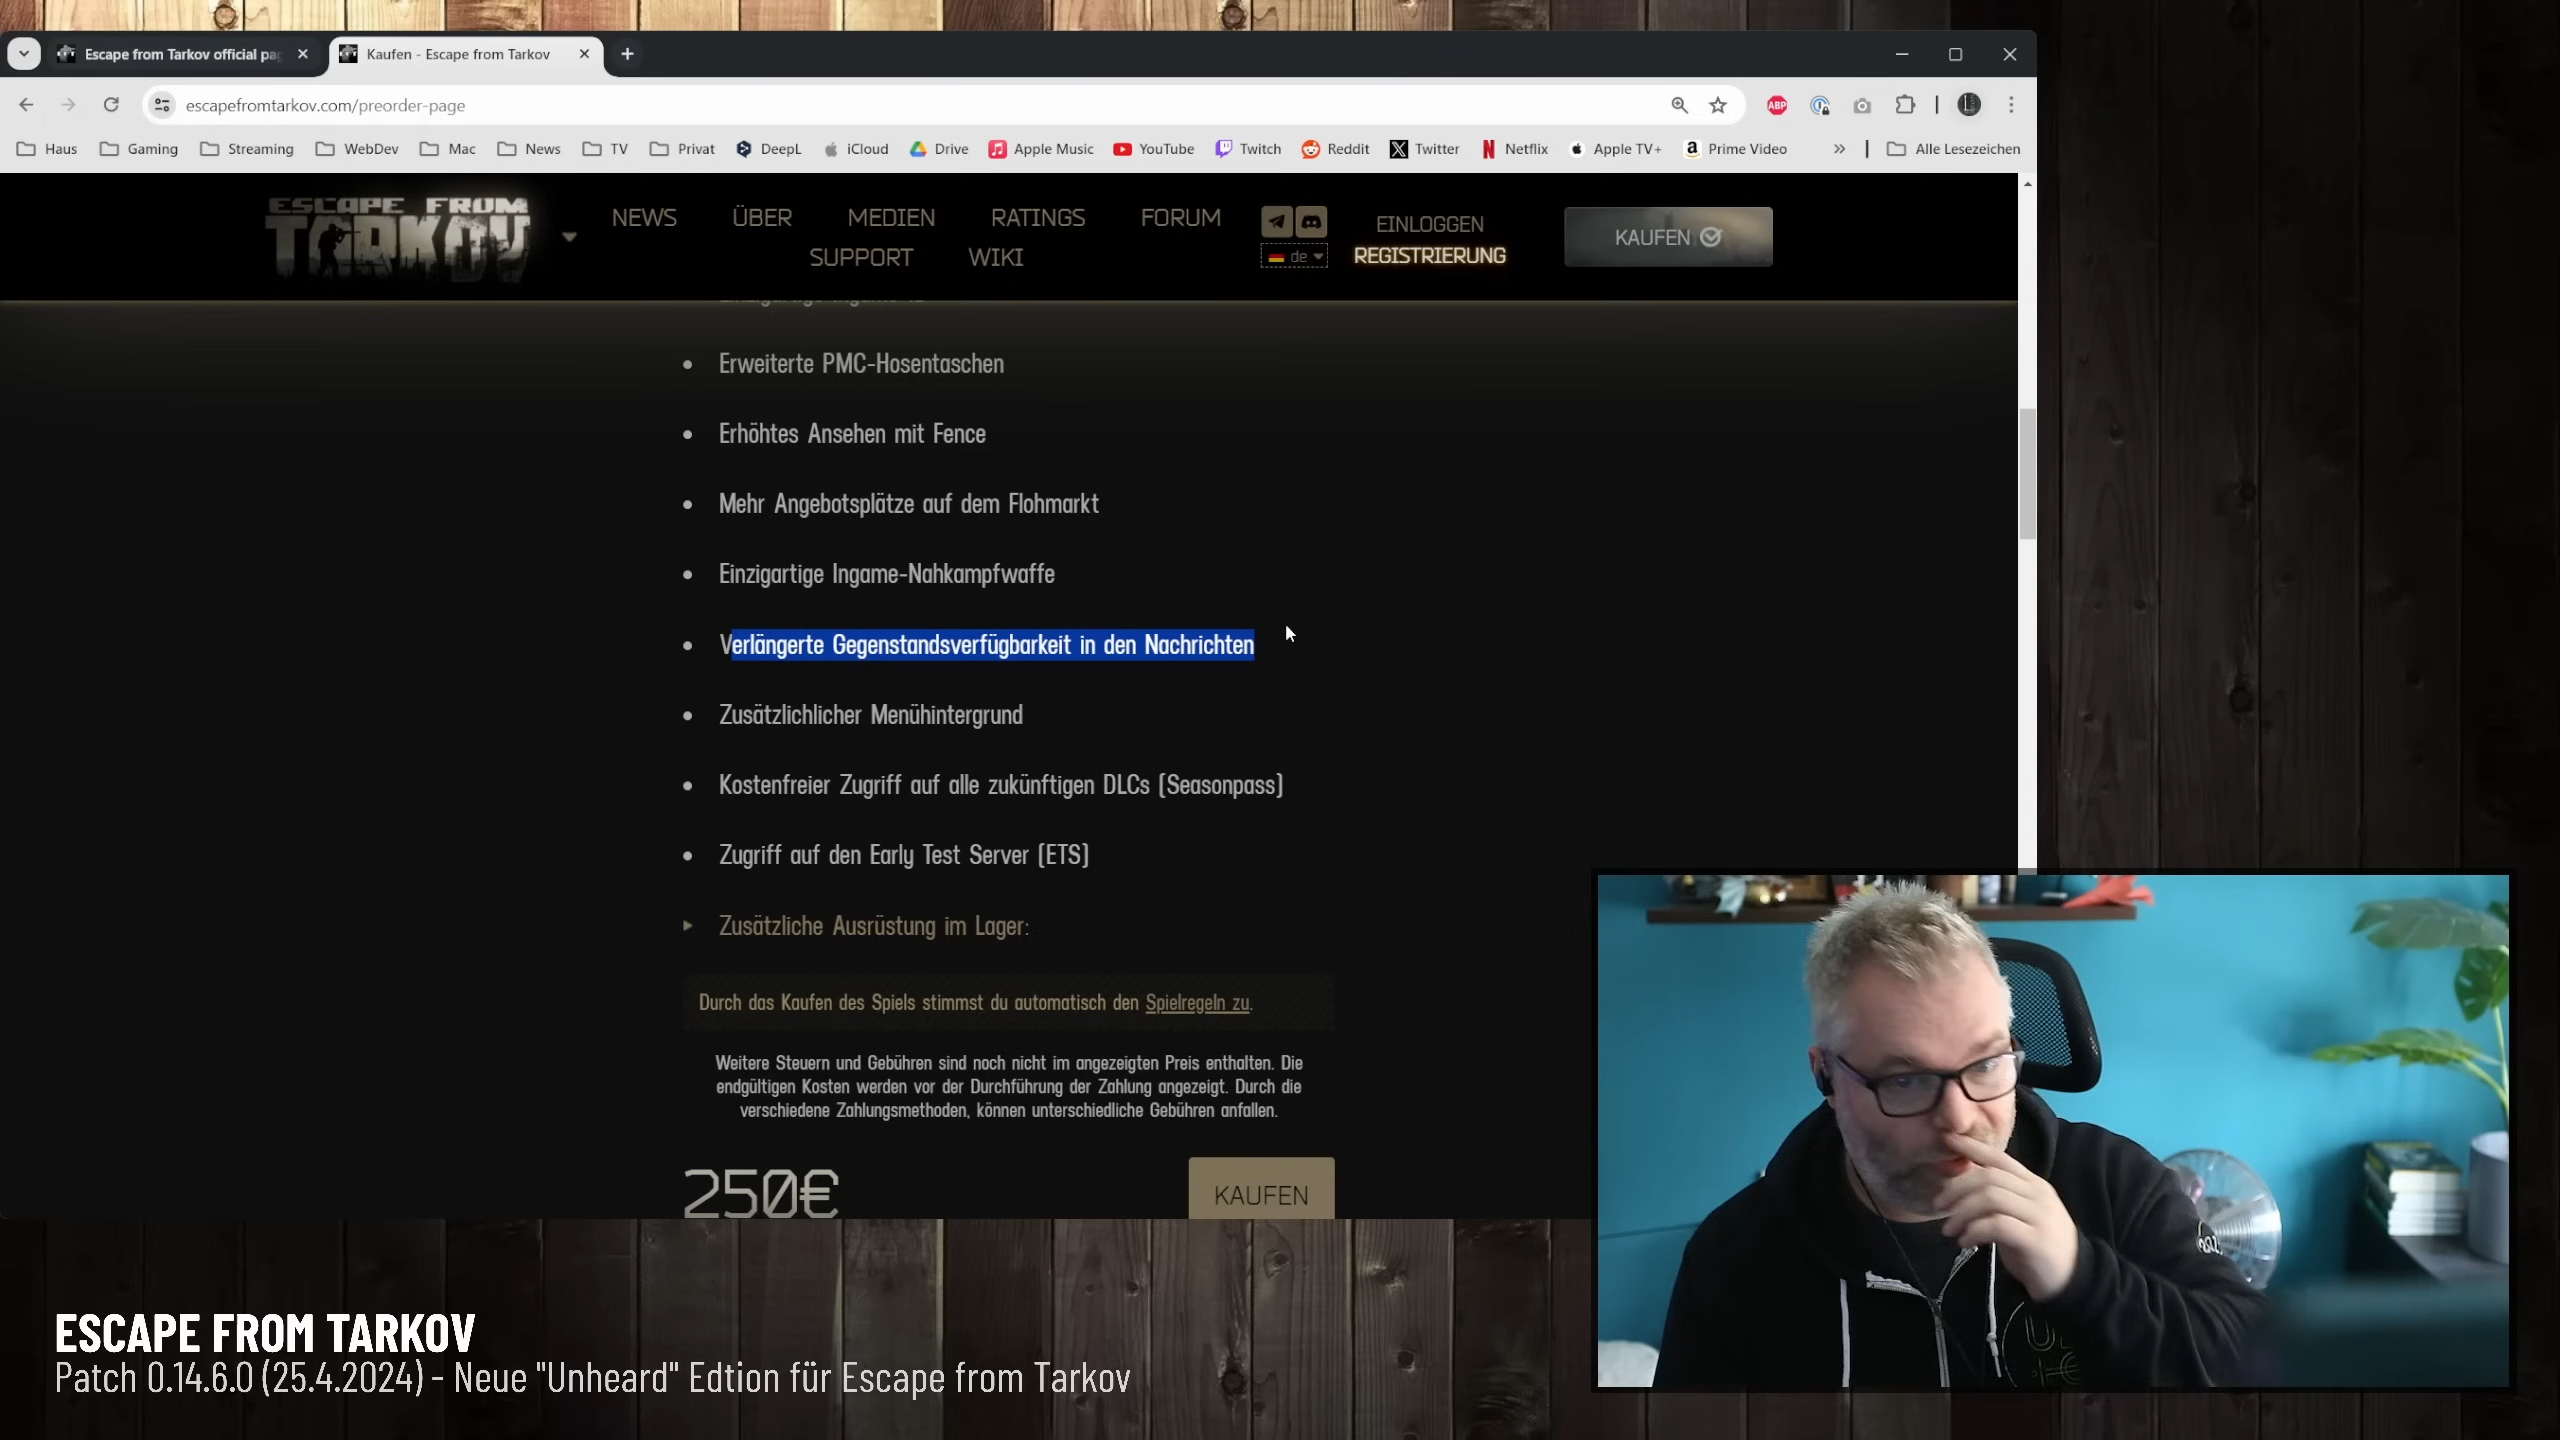 Escape from Tarkov official pa
Kaufen - Escape from Tarkov
escapefromtarkov.com/preorder-page
ABP
Haus
Gaming
Streaming
WebDev
Mac
News
TV
Privat
DeepL
iCloud
Drive
Apple Music
YouTube
Twitch
Reddit
Twitter
Netflix
Apple TV+
Prime Video
Alle Lesezeichen
ESCAPE FROM
TARKOV
NEWS
ÜBER
MEDIEN
RATINGS
FORUM
SUPPORT
WIKI
de
EINLOGGEN
REGISTRIERUNG
KAUFEN
Erweiterte PMC-Hosentaschen
Erhöhtes Ansehen mit Fence
Mehr Angebotsplätze auf dem Flohmarkt
Einzigartige Ingame-Nahkampfwaffe
Verlängerte Gegenstandsverfügbarkeit in den Nachrichten
Zusätzlichlicher Menühintergrund
Kostenfreier Zugriff auf alle zukünftigen DLCs (Seasonpass)
Zugriff auf den Early Test Server (ETS)
Zusätzliche Ausrüstung im Lager:
Durch das Kaufen des Spiels stimmst du automatisch den Spielregeln zu.
Weitere Steuern und Gebühren sind noch nicht im angezeigten Preis enthalten. Die
endgültigen Kosten werden vor der Durchführung der Zahlung angezeigt. Durch die
verschiedene Zahlungsmethoden, können unterschiedliche Gebühren anfallen.
250€
KAUFEN
ESCAPE FROM TARKOV
Patch 0.14.6.0 (25.4.2024) - Neue "Unheard" Edtion für Escape from Tarkov